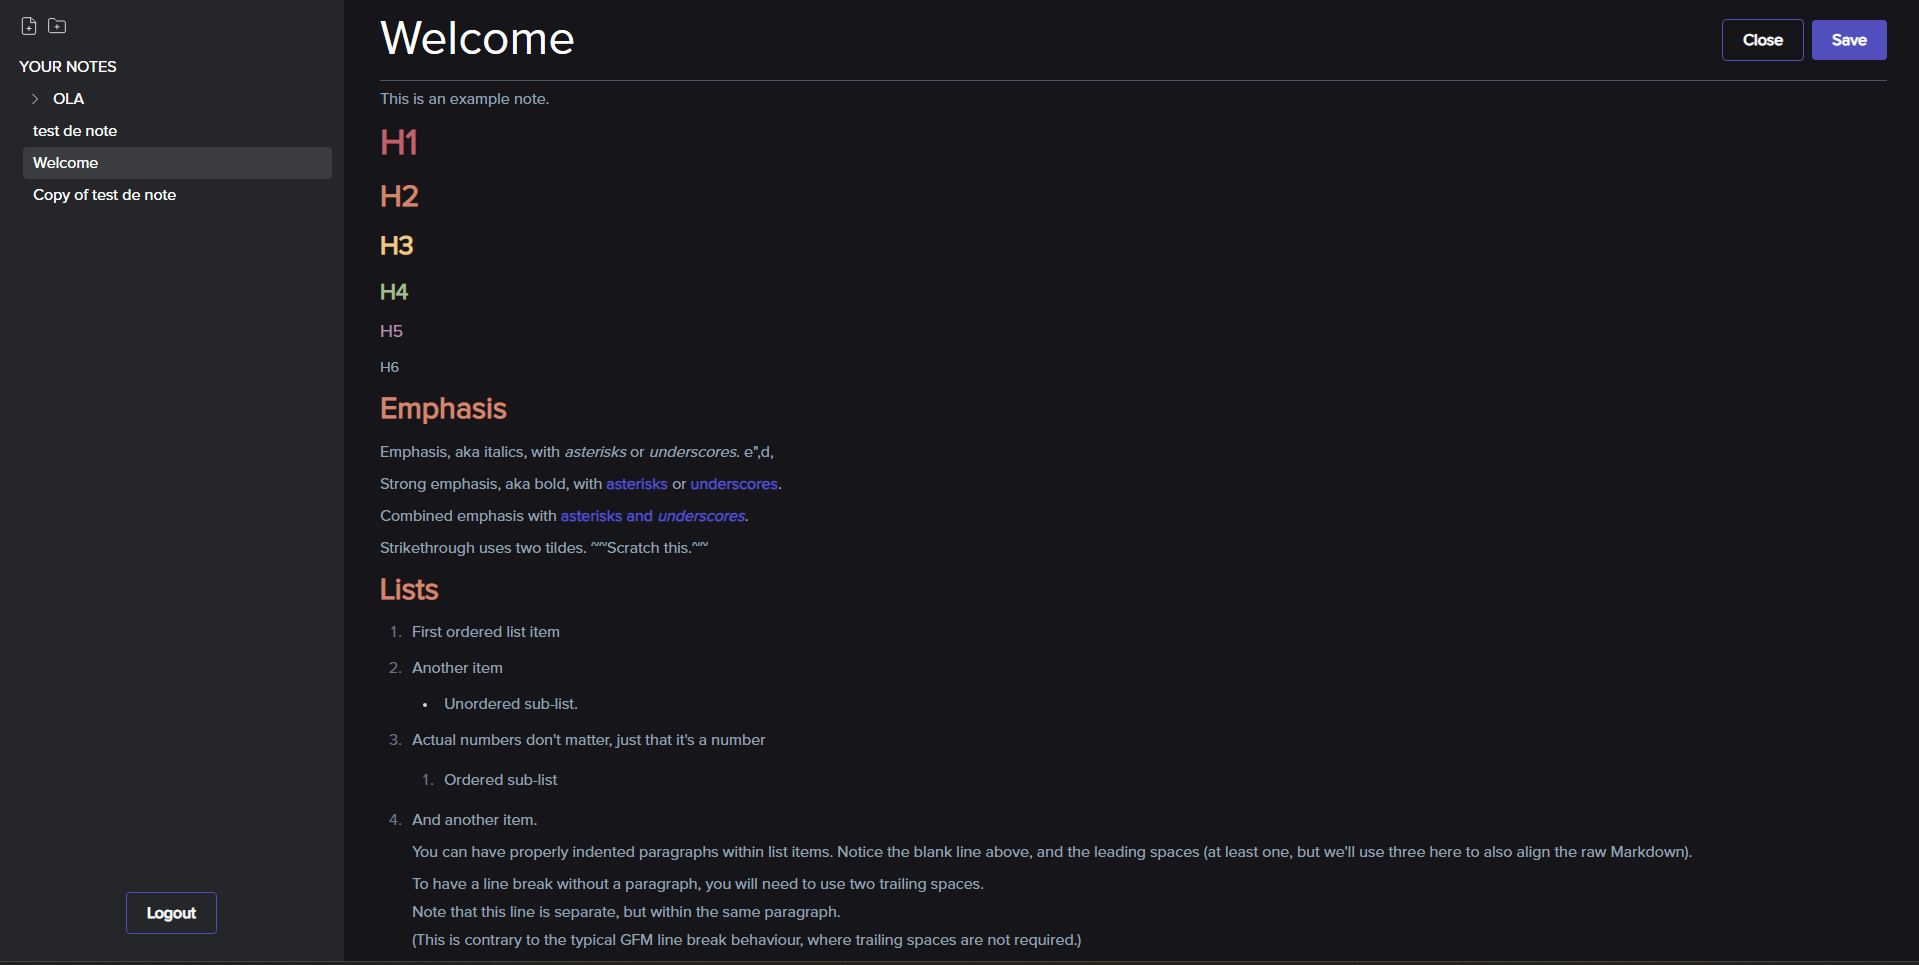 YOUR NOTES
OLA
test de note
Welcome
Copy of test de note
Logout
Welcome
Close
Save
This is an example note.
H1
H2
H3
H4
H5
H6
Emphasis
Emphasis, aka italics, with asterisks or underscores. e",d,
Strong emphasis, aka bold, with asterisks or underscores.
Combined emphasis with asterisks and underscores.
Strikethrough uses two tildes. ~~Scratch this.~~
Lists
1. First ordered list item
2. Another item
• Unordered sub-list.
3. Actual numbers don't matter, just that it's a number
1. Ordered sub-list
4. And another item.
You can have properly indented paragraphs within list items. Notice the blank line above, and the leading spaces (at least one, but we'll use three here to also align the raw Markdown).
To have a line break without a paragraph, you will need to use two trailing spaces.
Note that this line is separate, but within the same paragraph.
(This is contrary to the typical GFM line break behaviour, where trailing spaces are not required.)